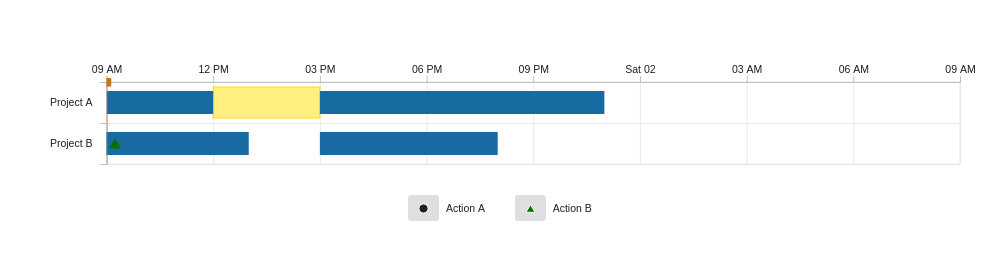 09 AM 12 PM 03 PM 06 PM 09 PM Sat 02 03 AM 06 AM 09 AM
Project A
Project B
Action A Action B